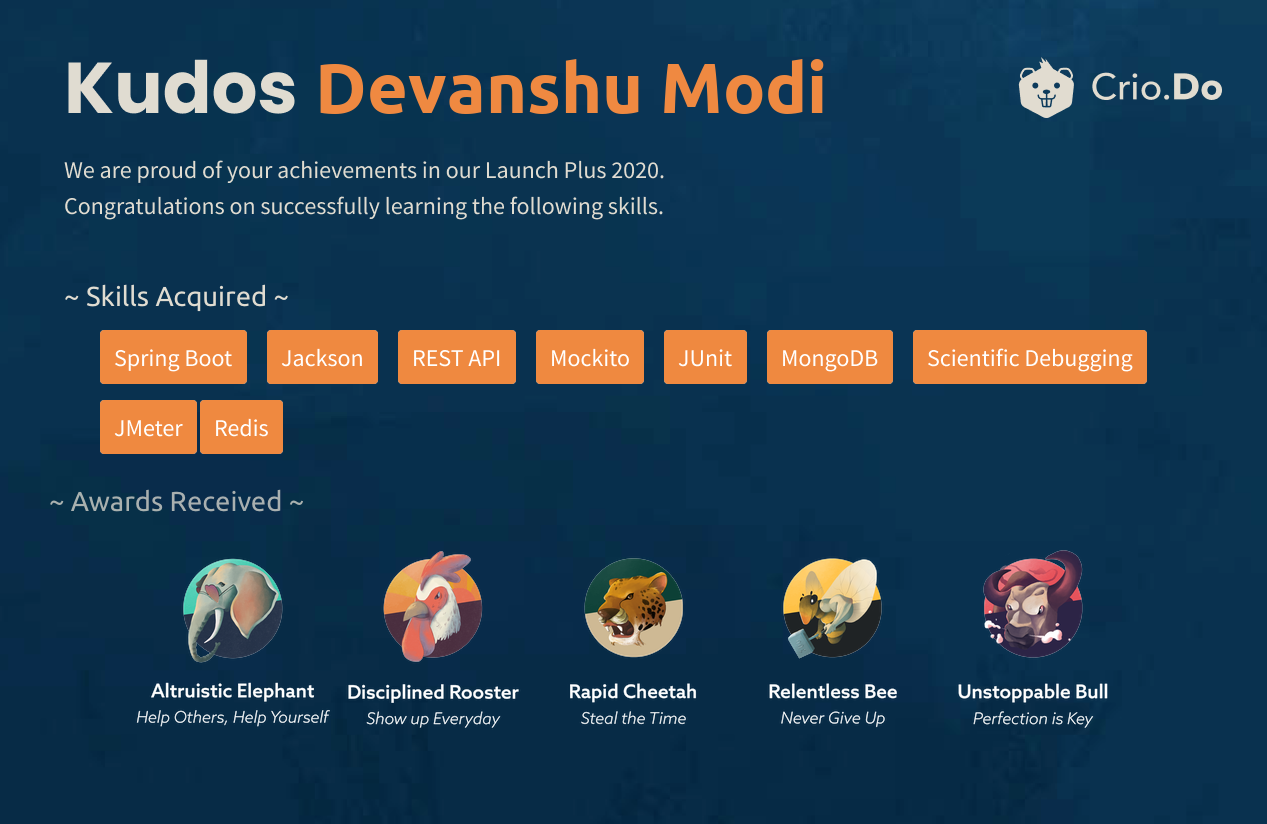 Kudos Devanshu Modi
Crio.Do
We are proud of your achievements in our Launch Plus 2020.
Congratulations on successfully learning the following skills.
~ Skills Acquired ~
Spring Boot Jackson REST API Mockito JUnit MongoDB Scientific Debugging
JMeter Redis
~ Awards Received ~
Altruistic Elephant Disciplined Rooster Rapid Cheetah Relentless Bee Unstoppable Bull
Help Others, Help Yourself Show up Everyday Steal the Time Never Give Up Perfection is Key